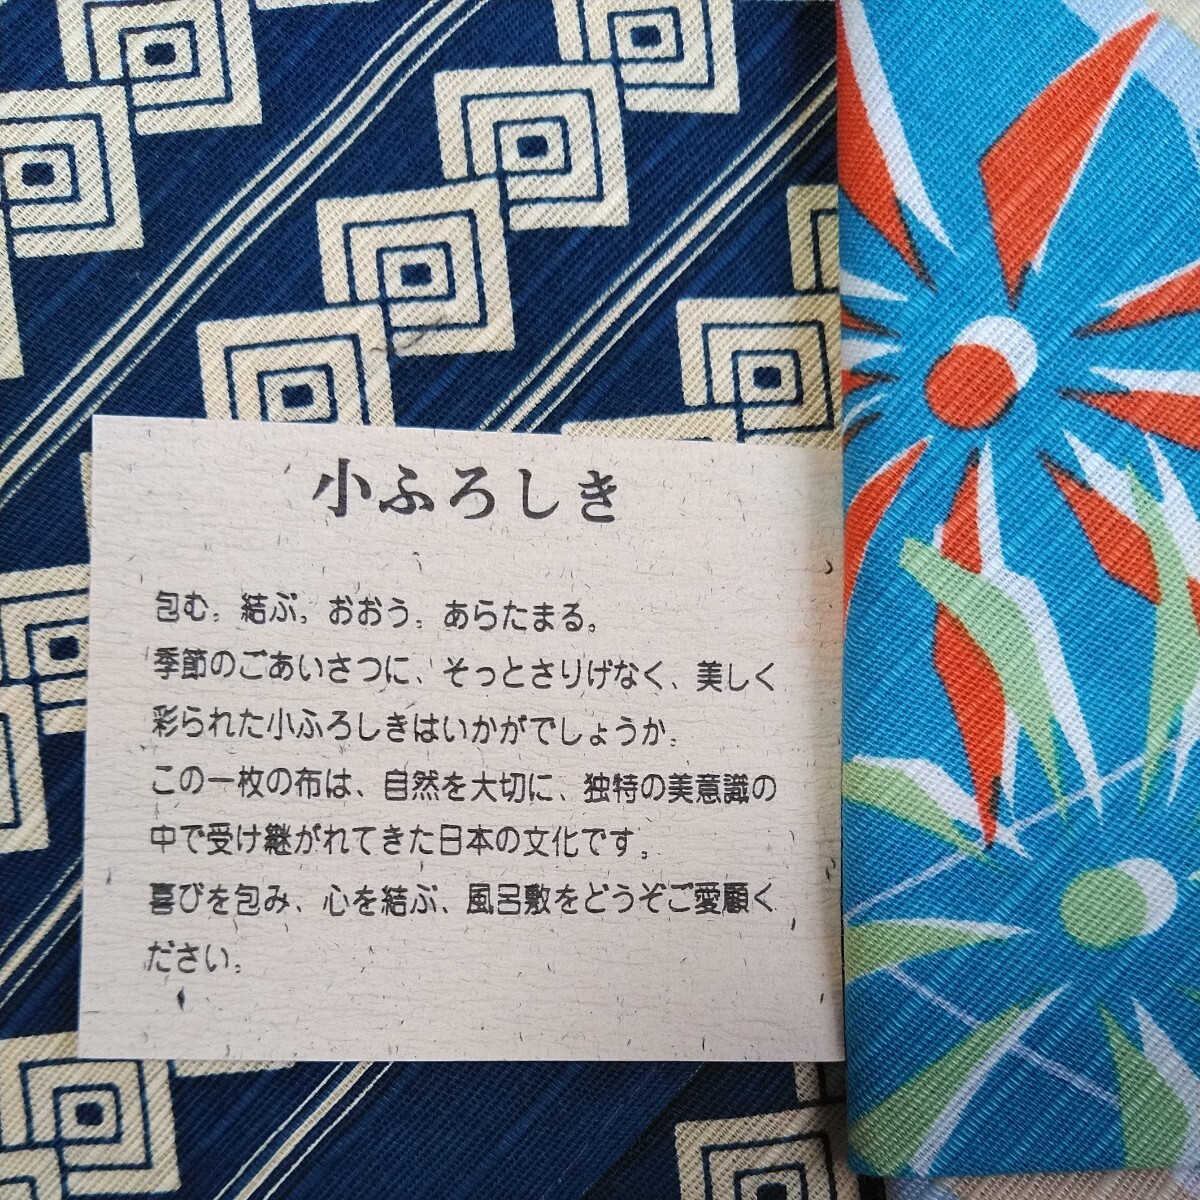 小ふろしき
包む。結ぶ。おおう。あらたまる。
季節のごあいさつに、そっとさりげなく、美しく
彩られた小ふろしきはいかがでしょうか。
この一枚の布は、自然を大切に、独特の美意識の
中で受け継がれてきた日本の文化です。
喜びを包み、心を結ぶ、風呂敷をどうぞご愛顧く
ださい。